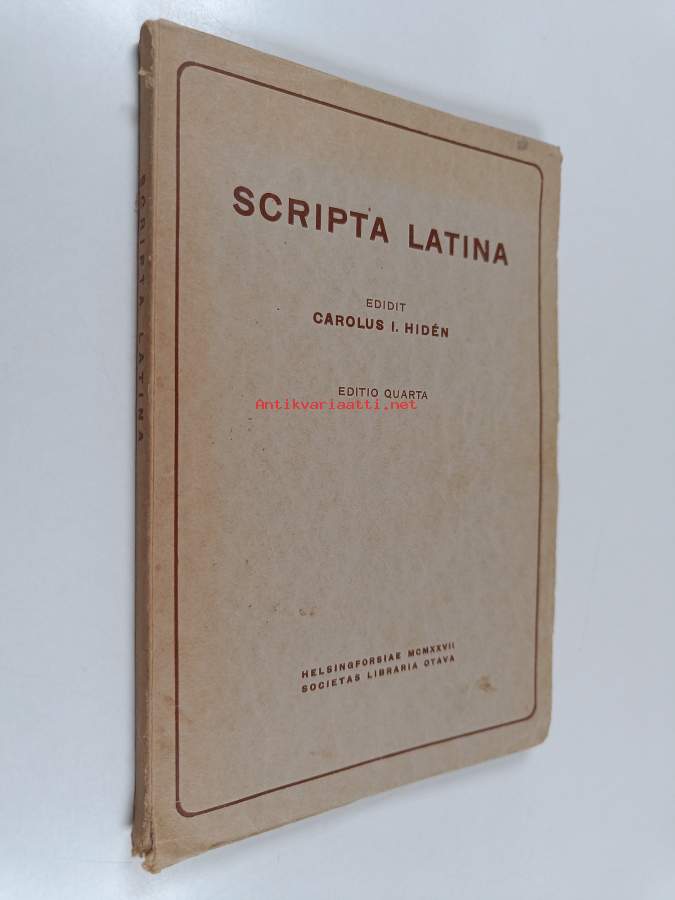 SCRIPTA LATINA
SCRIPTA LATINA
EDIDIT
CAROLUS I. HIDÉN
EDITIO QUARTA
Antikvariaatti.net
HELSINGFORSIAE MCMXXVII
SOCIETAS LIBRARIA OTAVA